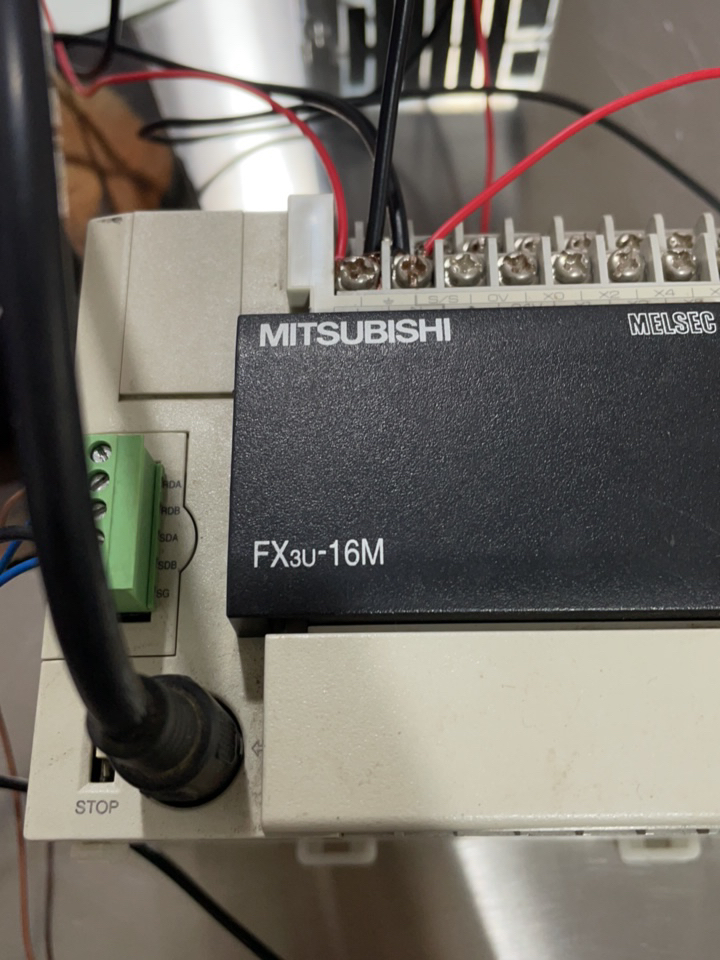 S/S 0V X0 X2 X4
MITSUBISHI
MELSEC
RDA
RDB
SDA
SDB
SG
FX3U-16M
STOP